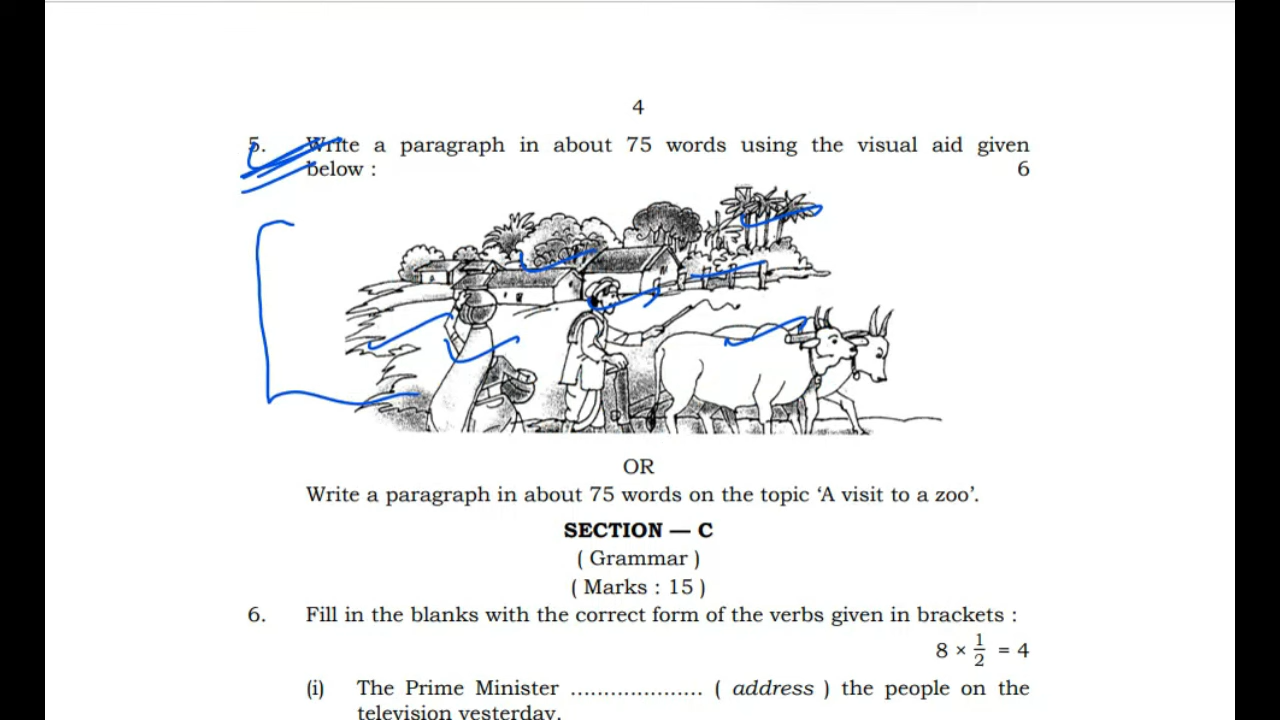 4
5. Write a paragraph in about 75 words using the visual aid given
below : 6
OR
Write a paragraph in about 75 words on the topic ‘A visit to a zoo’.
SECTION — C
( Grammar )
( Marks : 15 )
6. Fill in the blanks with the correct form of the verbs given in brackets :
8 × 1/2 = 4
(i) The Prime Minister .................... ( address ) the people on the
television yesterday.